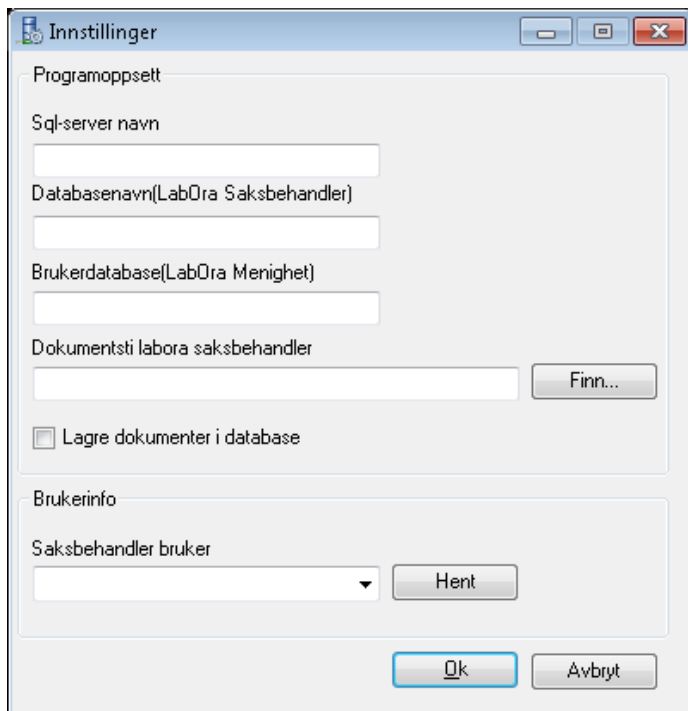 Innstillinger
Programoppsett
Sql-server navn
Databasenavn(LabOra Saksbehandler)
Brukerdatabase(LabOra Menighet)
Dokumentsti labora saksbehandler
Finn...
Lagre dokumenter i database
Brukerinfo
Saksbehandler bruker
Hent
Ok
Avbryt